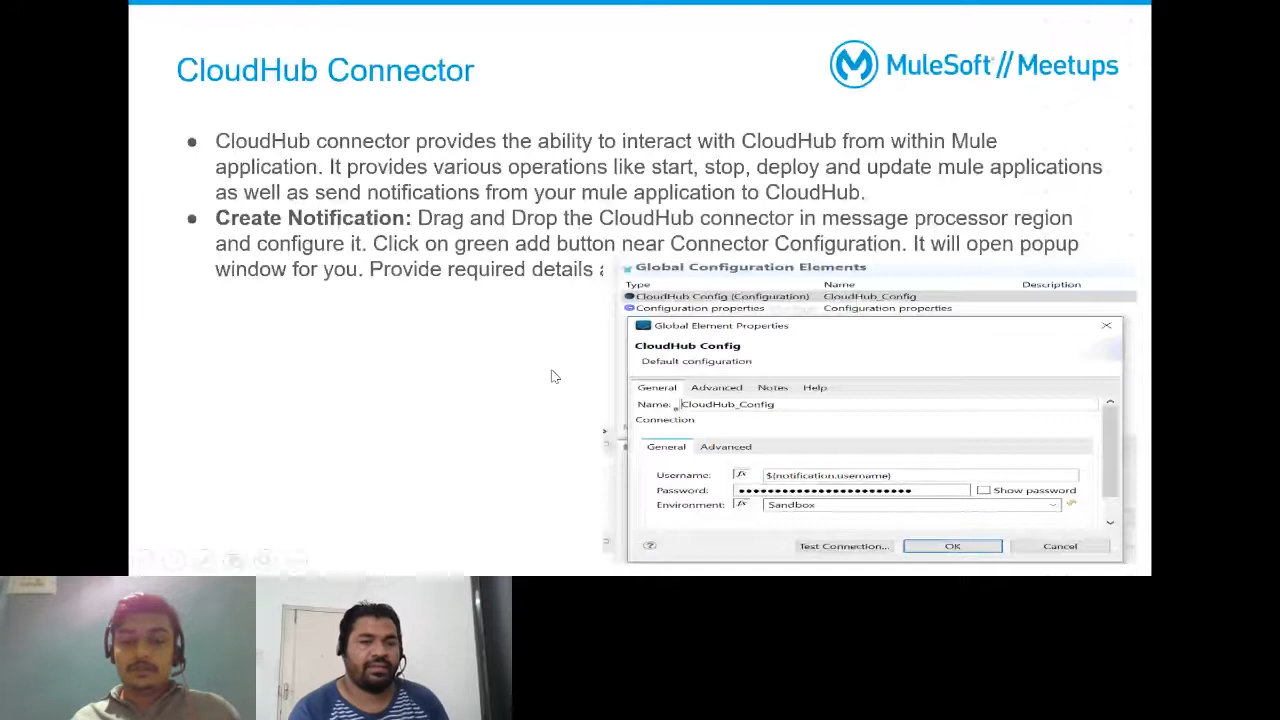 CloudHub Connector
MuleSoft // Meetups
CloudHub connector provides the ability to interact with CloudHub from within Mule
application. It provides various operations like start, stop, deploy and update mule applications
as well as send notifications from your mule application to CloudHub.
Create Notification: Drag and Drop the CloudHub connector in message processor region
and configure it. Click on green add button near Connector Configuration. It will open popup
window for you. Provide required details
Global Configuration Elements
Type Name Description
CloudHub Config (Configuration) CloudHub_Config
Configuration properties Configuration properties
Global Element Properties
CloudHub Config
Default configuration
General Advanced Notes Help
Name: CloudHub_Config
Connection
General Advanced
Username: ${notification.username}
Password: ●●●●●●●●●●●●●●●●●●●●●●●● Show password
Environment: Sandbox
Test Connection... OK Cancel